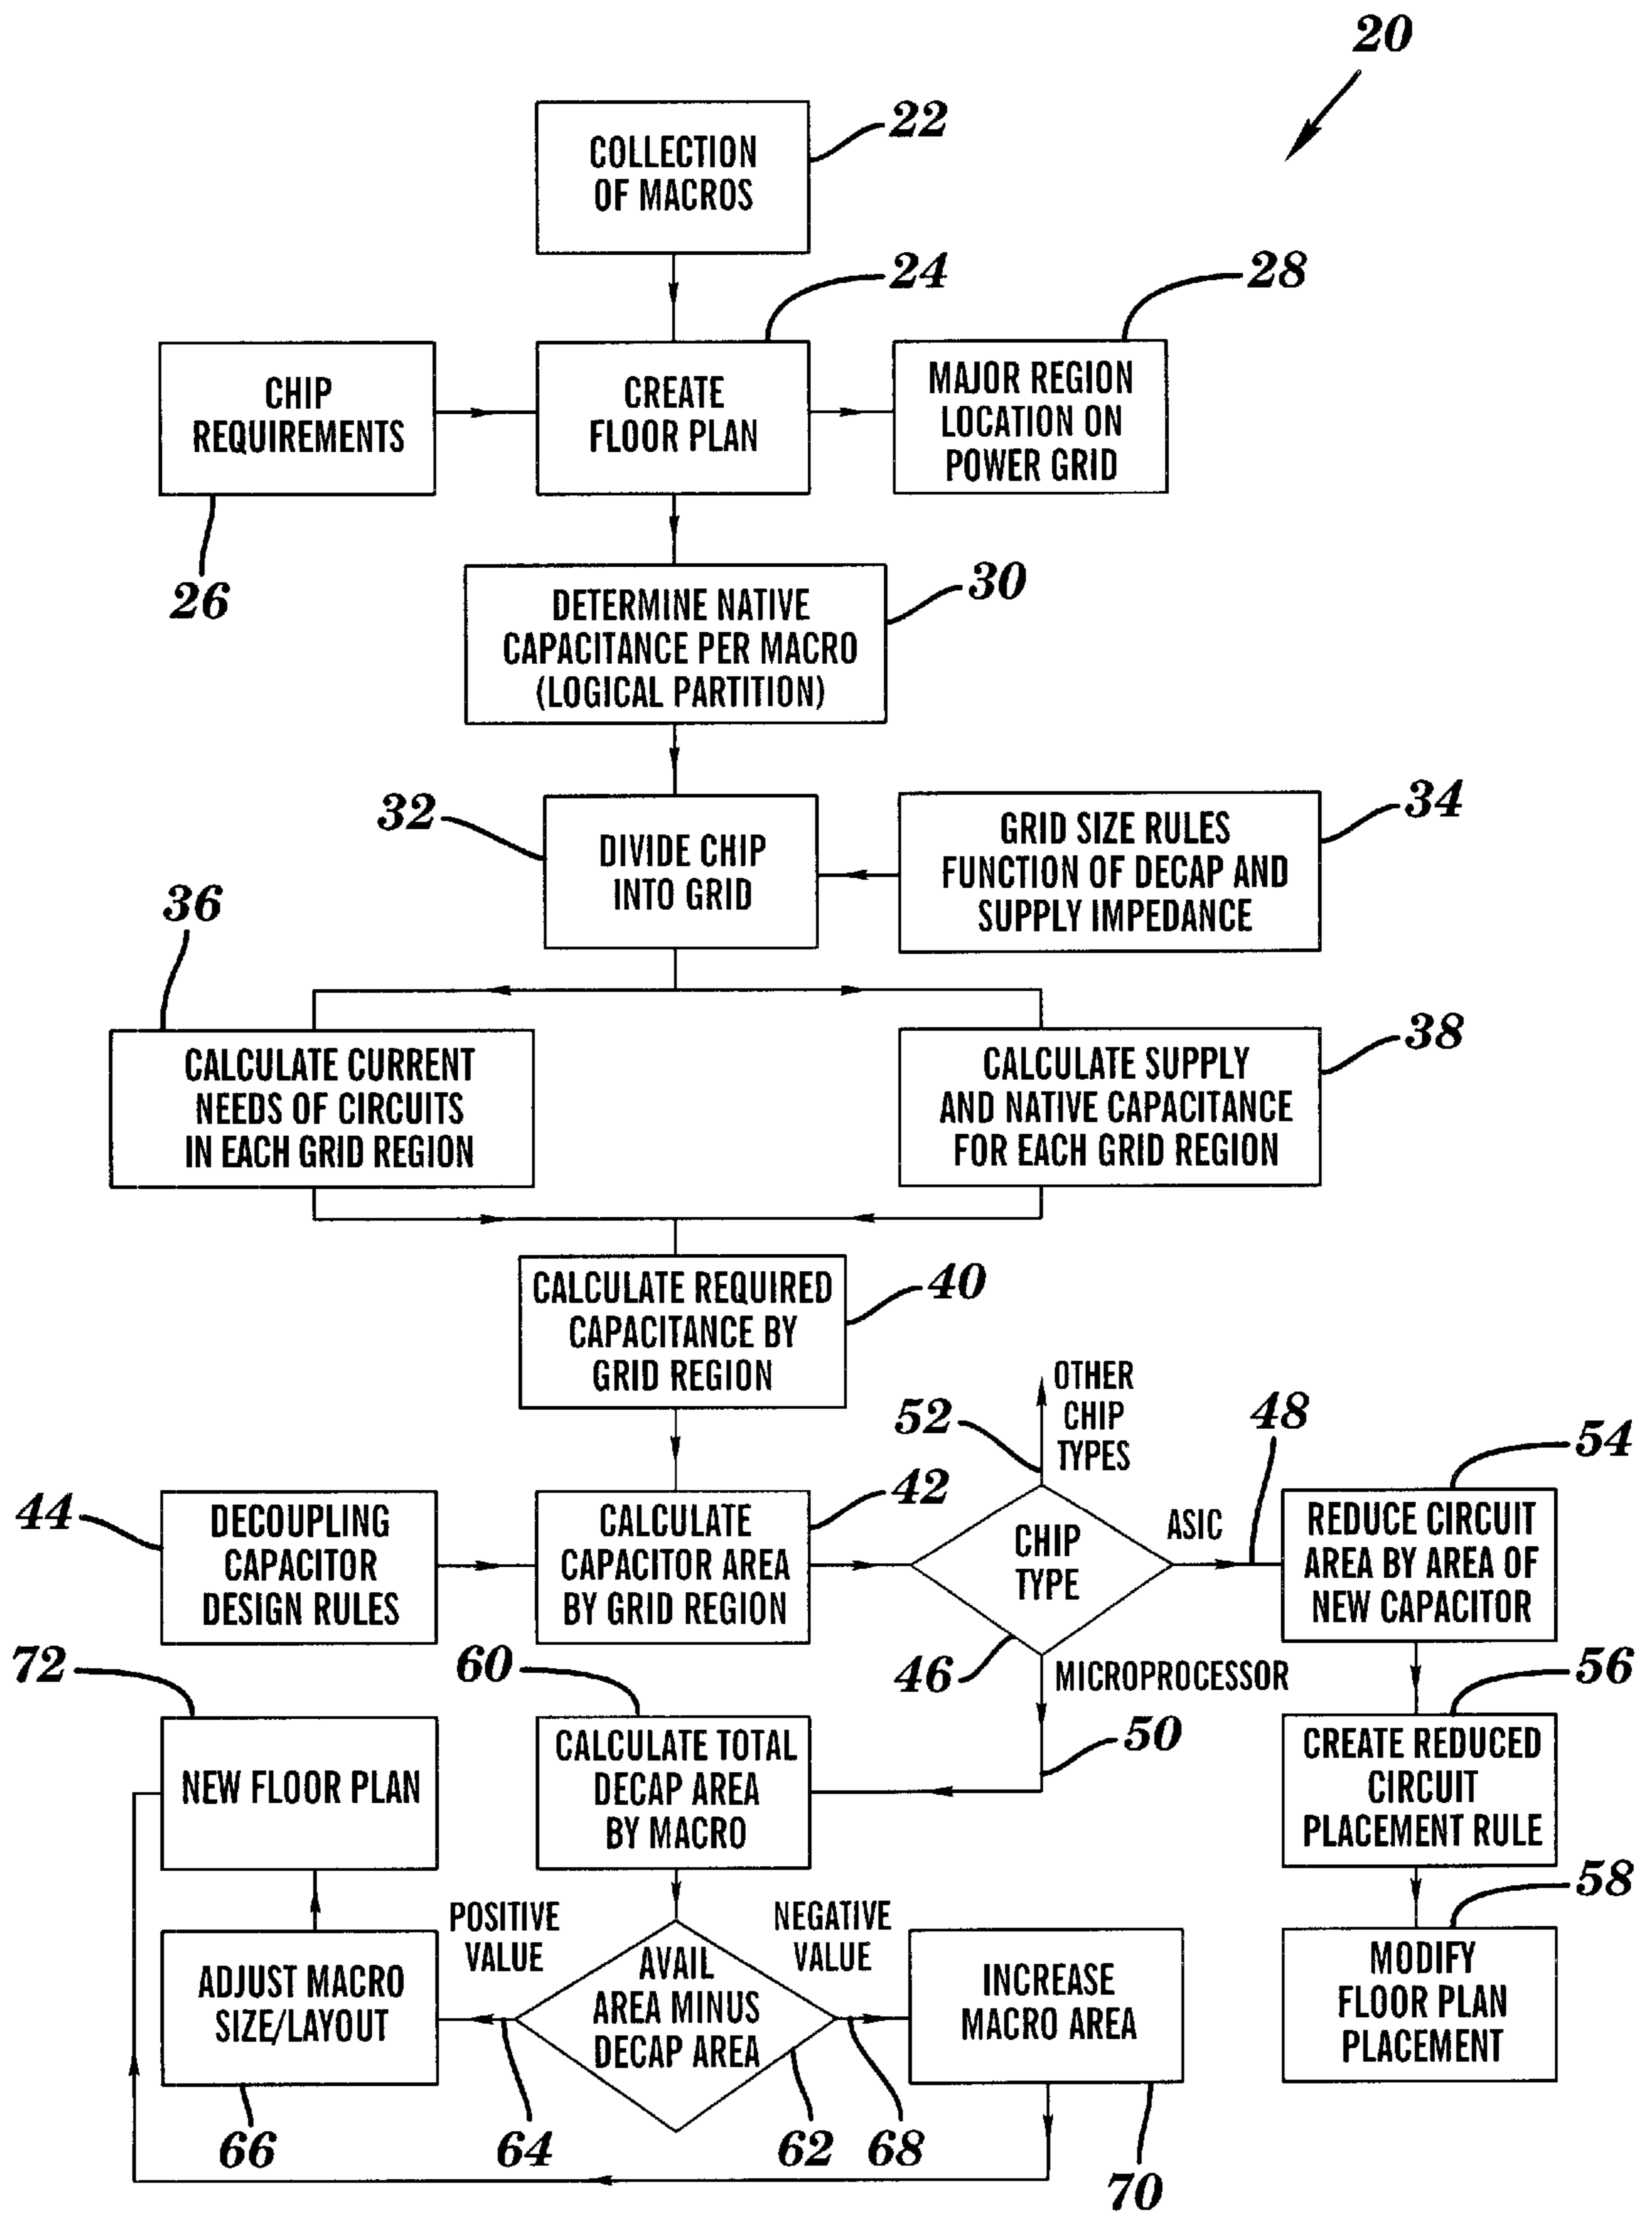 20
22
COLLECTION
OF MACROS
24
28
CHIP
REQUIREMENTS
CREATE
FLOOR PLAN
MAJOR REGION
LOCATION ON
POWER GRID
26
30
DETERMINE NATIVE
CAPACITANCE PER MACRO
(LOGICAL PARTITION)
32
DIVIDE CHIP
INTO GRID
34
GRID SIZE RULES
FUNCTION OF DECAP AND
SUPPLY IMPEDANCE
36
CALCULATE CURRENT
NEEDS OF CIRCUITS
IN EACH GRID REGION
38
CALCULATE SUPPLY
AND NATIVE CAPACITANCE
FOR EACH GRID REGION
40
CALCULATE REQUIRED
CAPACITANCE BY
GRID REGION
52
OTHER
CHIP
TYPES
48
54
44
DECOUPLING
CAPACITOR
DESIGN RULES
42
CALCULATE
CAPACITOR AREA
BY GRID REGION
CHIP
TYPE
ASIC
REDUCE CIRCUIT
AREA BY AREA OF
NEW CAPACITOR
72
60
46
MICROPROCESSOR
56
NEW FLOOR PLAN
CALCULATE TOTAL
DECAP AREA
BY MACRO
50
CREATE REDUCED
CIRCUIT
PLACEMENT RULE
58
POSITIVE
VALUE
NEGATIVE
VALUE
ADJUST MACRO
SIZE/LAYOUT
AVAIL
AREA MINUS
DECAP AREA
INCREASE
MACRO AREA
MODIFY
FLOOR PLAN
PLACEMENT
66
64
62
68
70